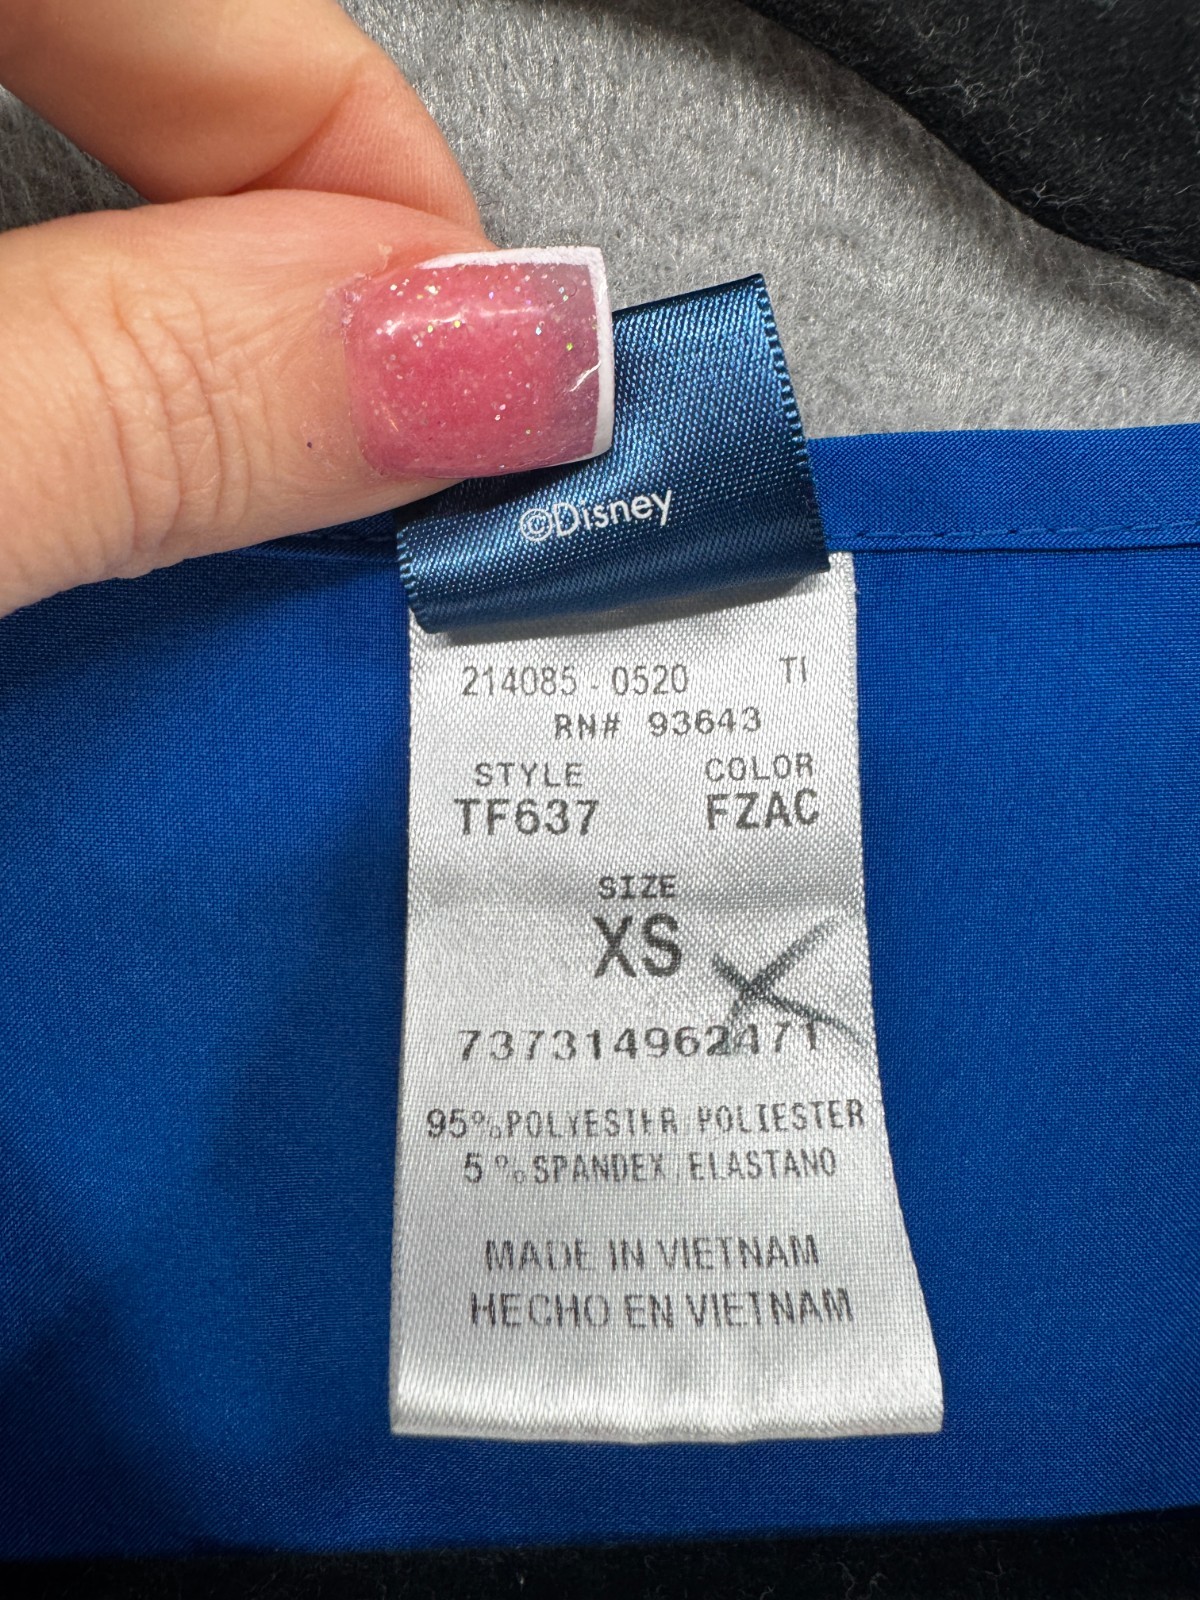 ©Disney
214085 - 0520 TI
RN# 93643
STYLE COLOR
TF637 FZAC
SIZE
XS
737314962471
95% POLYESTER POLIESTER
5% SPANDEX, ELASTANO
MADE IN VIETNAM
HECHO EN VIETNAM